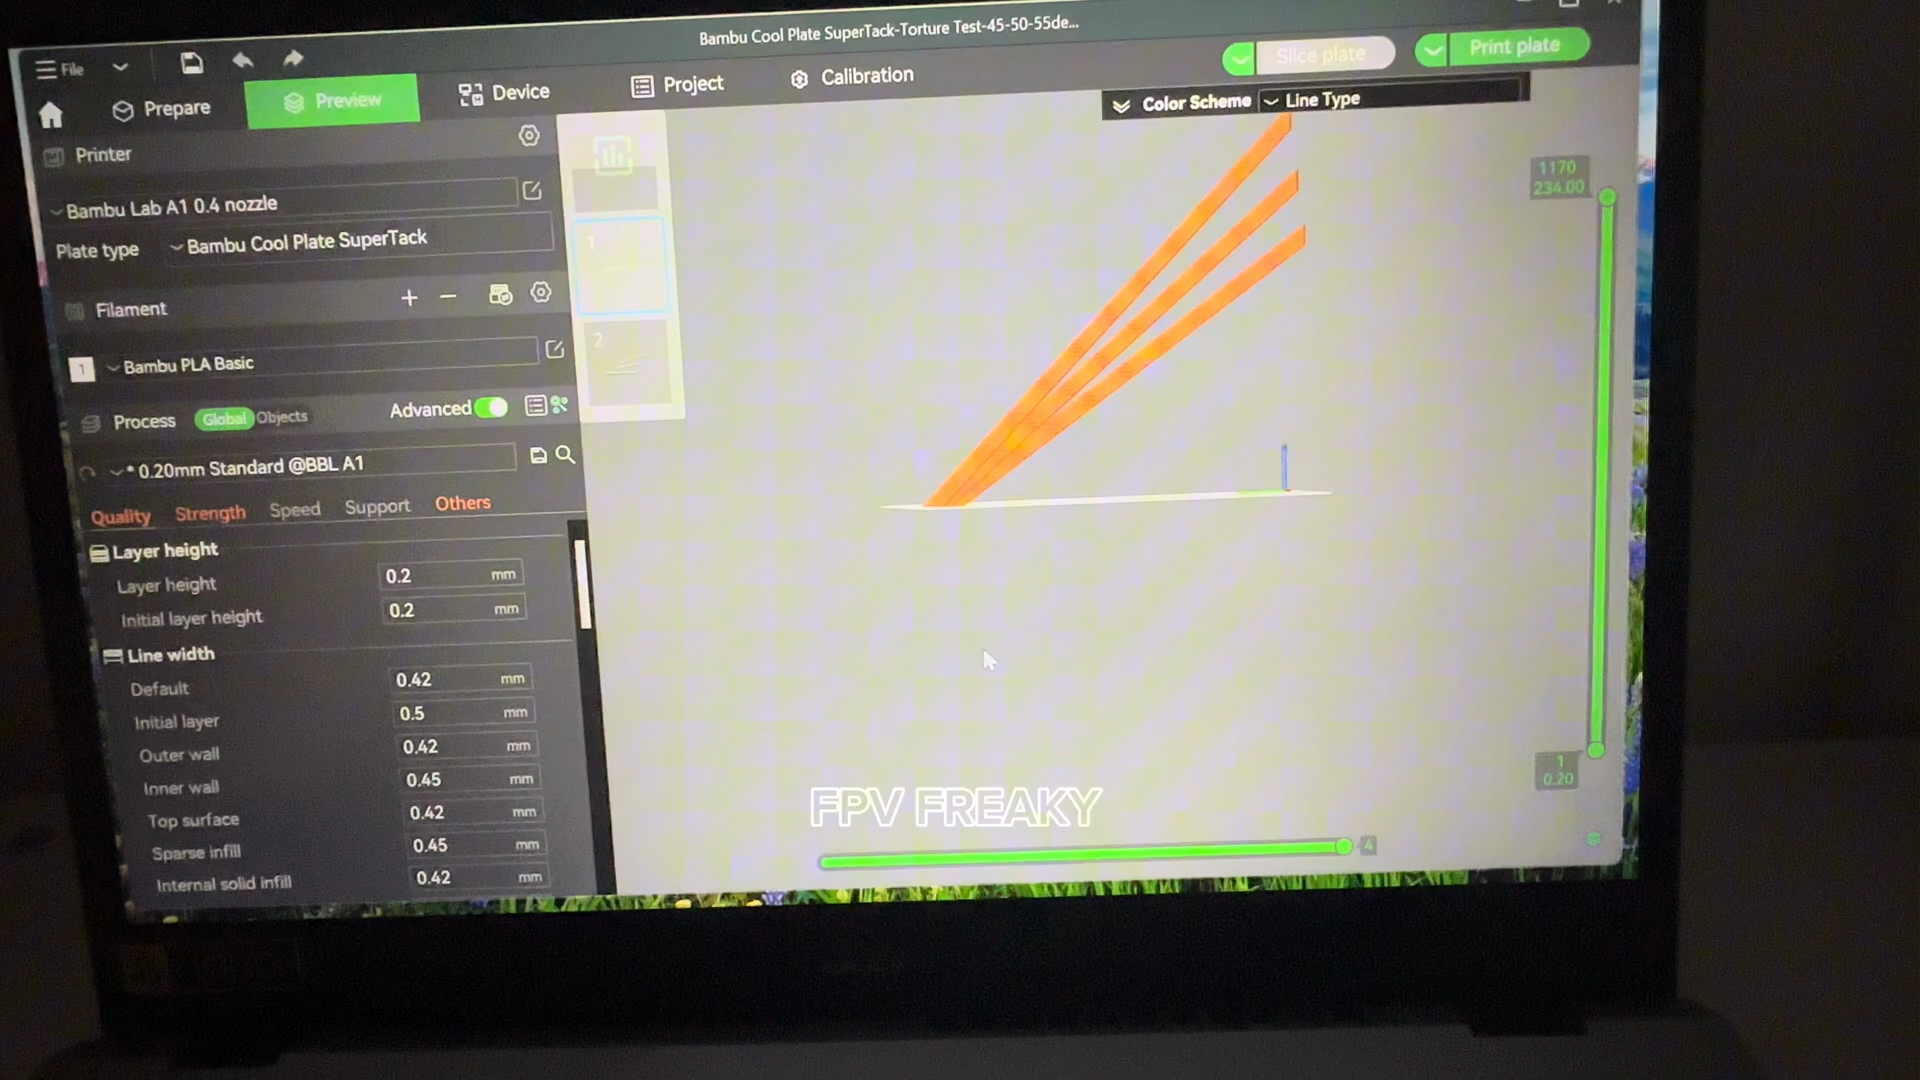 Bambu Cool Plate SuperTack-Torture Test-45-50-55de...
File
Slice plate
Print plate
Prepare
Preview
Device
Project
Calibration
Color Scheme
Line Type
Printer
Bambu Lab A1 0.4 nozzle
Plate type
Bambu Cool Plate SuperTack
Filament
1
Bambu PLA Basic
Process
Global
Objects
Advanced
* 0.20mm Standard @BBL A1
Quality
Strength
Speed
Support
Others
Layer height
Layer height
0.2 mm
Initial layer height
0.2 mm
Line width
Default
0.42 mm
Initial layer
0.5 mm
Outer wall
0.42 mm
Inner wall
0.45 mm
Top surface
0.42 mm
Sparse infill
0.45 mm
Internal solid infill
0.42 mm
1
2
1170
234.00
1
0.20
4
FPV FREAKY